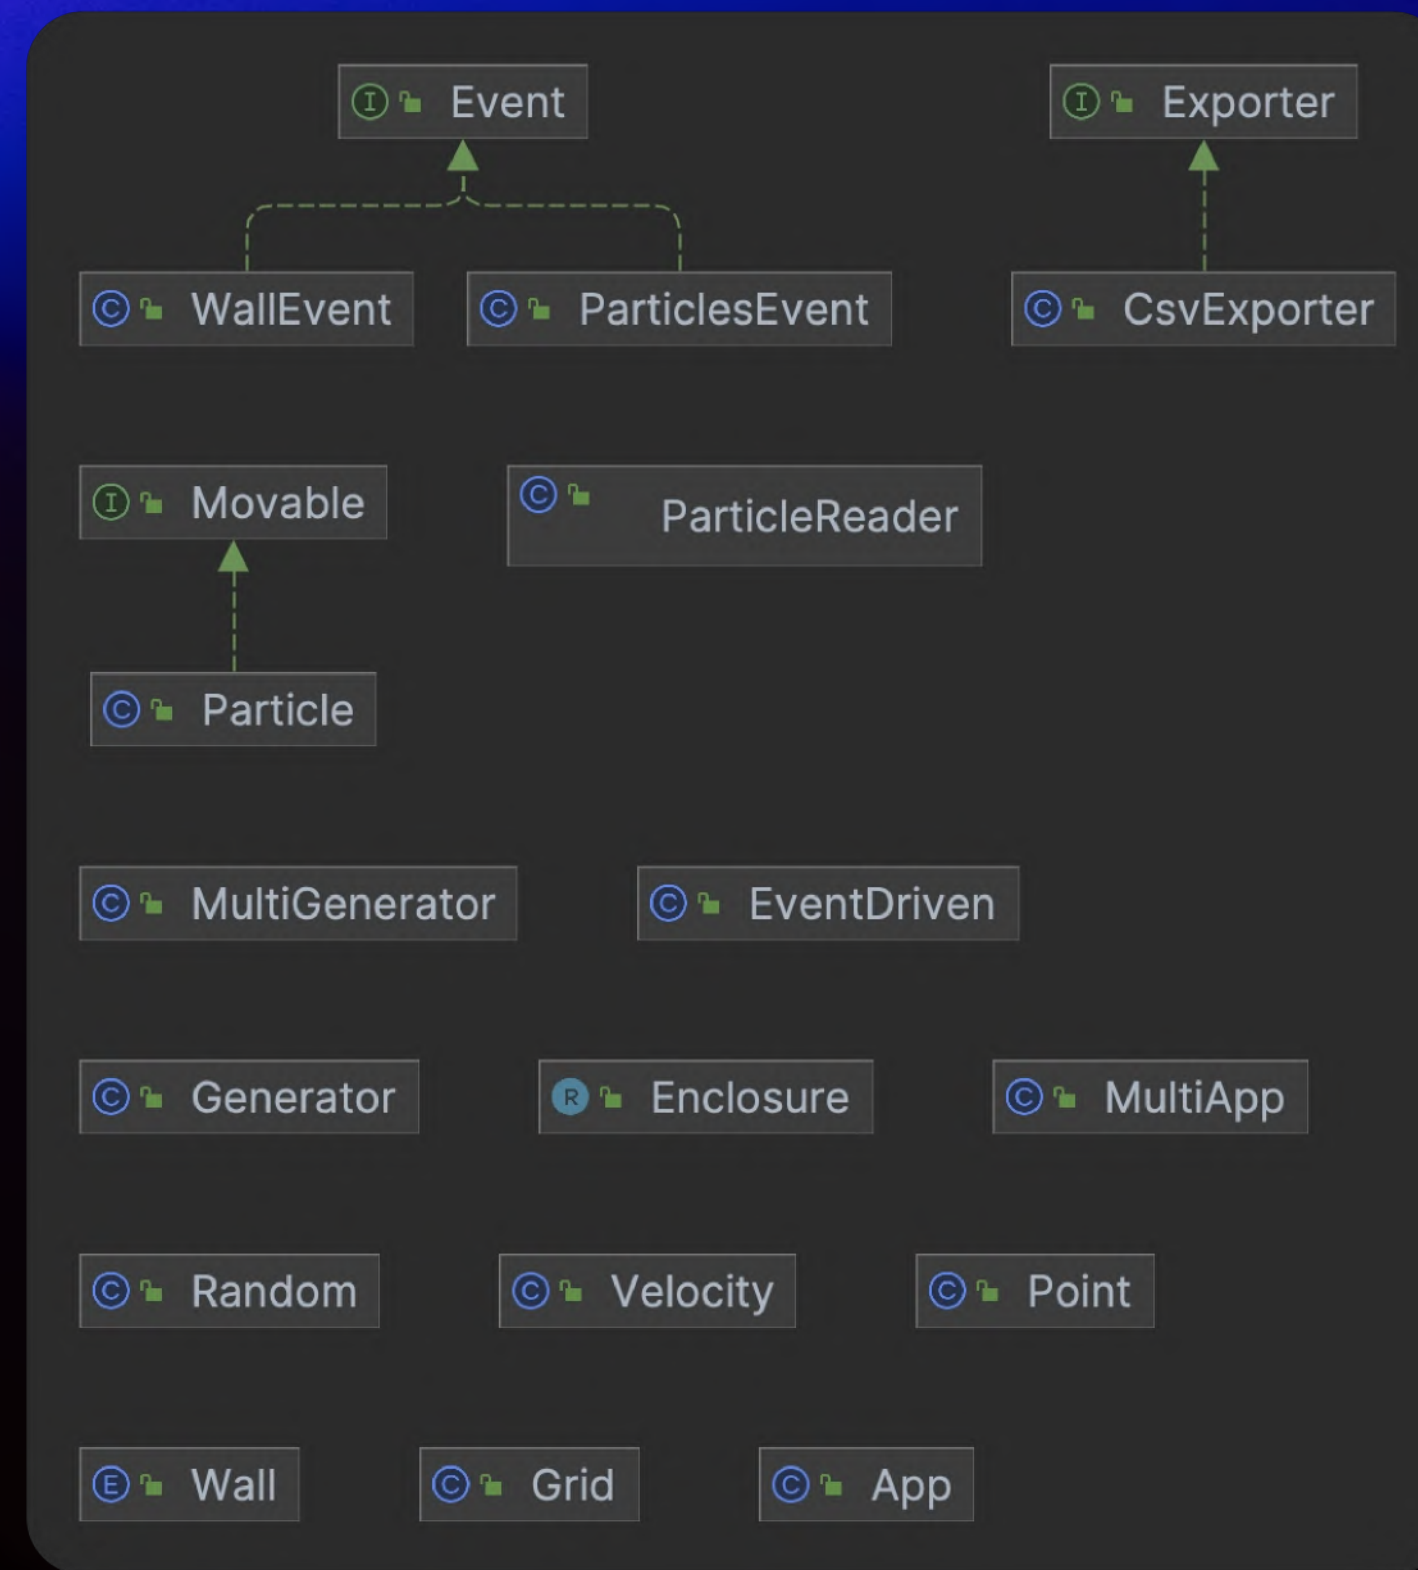 I Event
I Exporter
C WallEvent
C ParticlesEvent
C CsvExporter
I Movable
C ParticleReader
C Particle
C MultiGenerator
C EventDriven
C Generator
R Enclosure
C MultiApp
C Random
C Velocity
C Point
E Wall
C Grid
C App